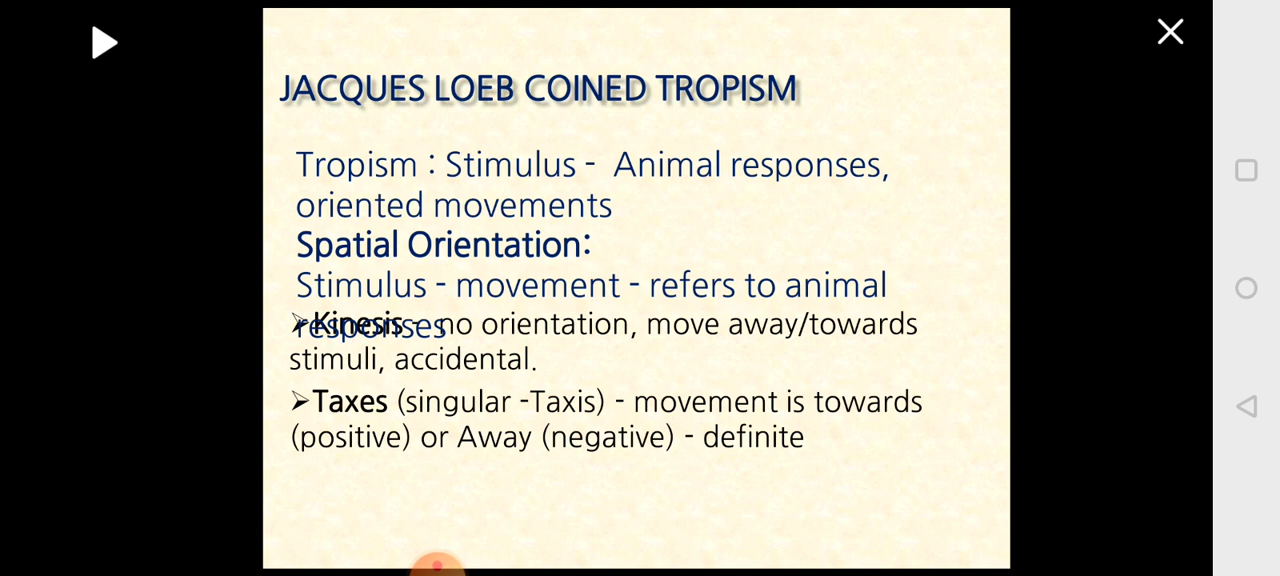 JACQUES LOEB COINED TROPISM
Tropism : Stimulus - Animal responses,
oriented movements
Spatial Orientation:
Stimulus - movement - refers to animal
responses
➢Kinesis - no orientation, move away/towards
stimuli, accidental.
➢Taxes (singular -Taxis) - movement is towards
(positive) or Away (negative) - definite